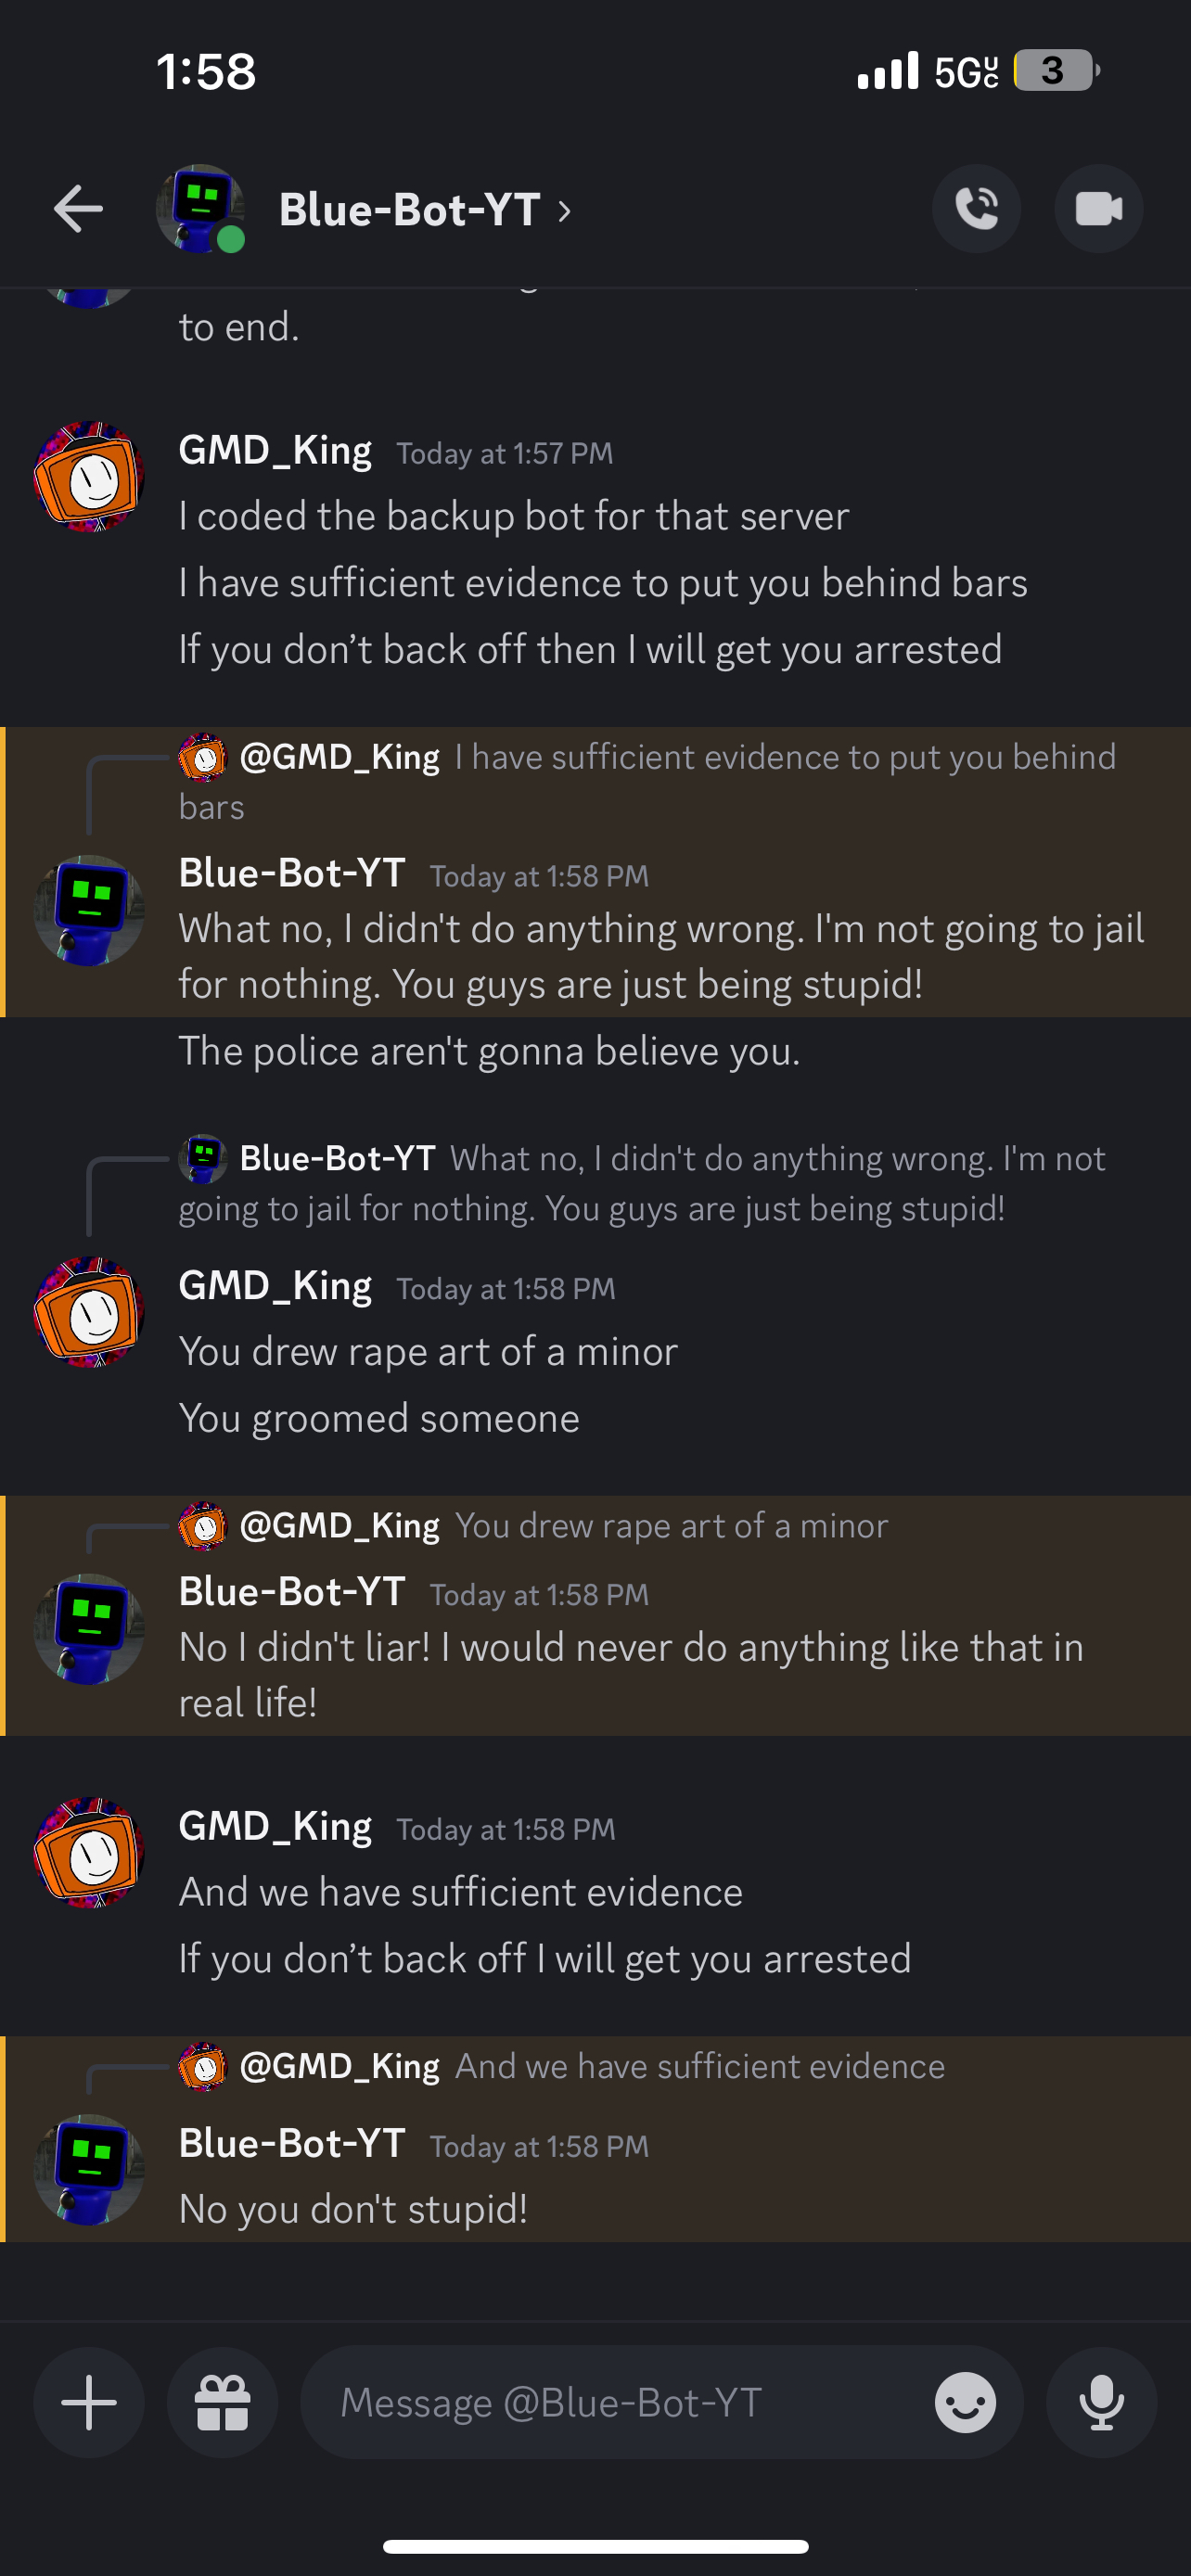 1:58
5GUC 3
Blue-Bot-YT
to end.
GMD_King Today at 1:57 PM
I coded the backup bot for that server
I have sufficient evidence to put you behind bars
If you don’t back off then I will get you arrested
@GMD_King I have sufficient evidence to put you behind
bars
Blue-Bot-YT Today at 1:58 PM
What no, I didn't do anything wrong. I'm not going to jail
for nothing. You guys are just being stupid!
The police aren't gonna believe you.
Blue-Bot-YT What no, I didn't do anything wrong. I'm not
going to jail for nothing. You guys are just being stupid!
GMD_King Today at 1:58 PM
You drew rape art of a minor
You groomed someone
@GMD_King You drew rape art of a minor
Blue-Bot-YT Today at 1:58 PM
No I didn't liar! I would never do anything like that in
real life!
GMD_King Today at 1:58 PM
And we have sufficient evidence
If you don’t back off I will get you arrested
@GMD_King And we have sufficient evidence
Blue-Bot-YT Today at 1:58 PM
No you don't stupid!
Message @Blue-Bot-YT